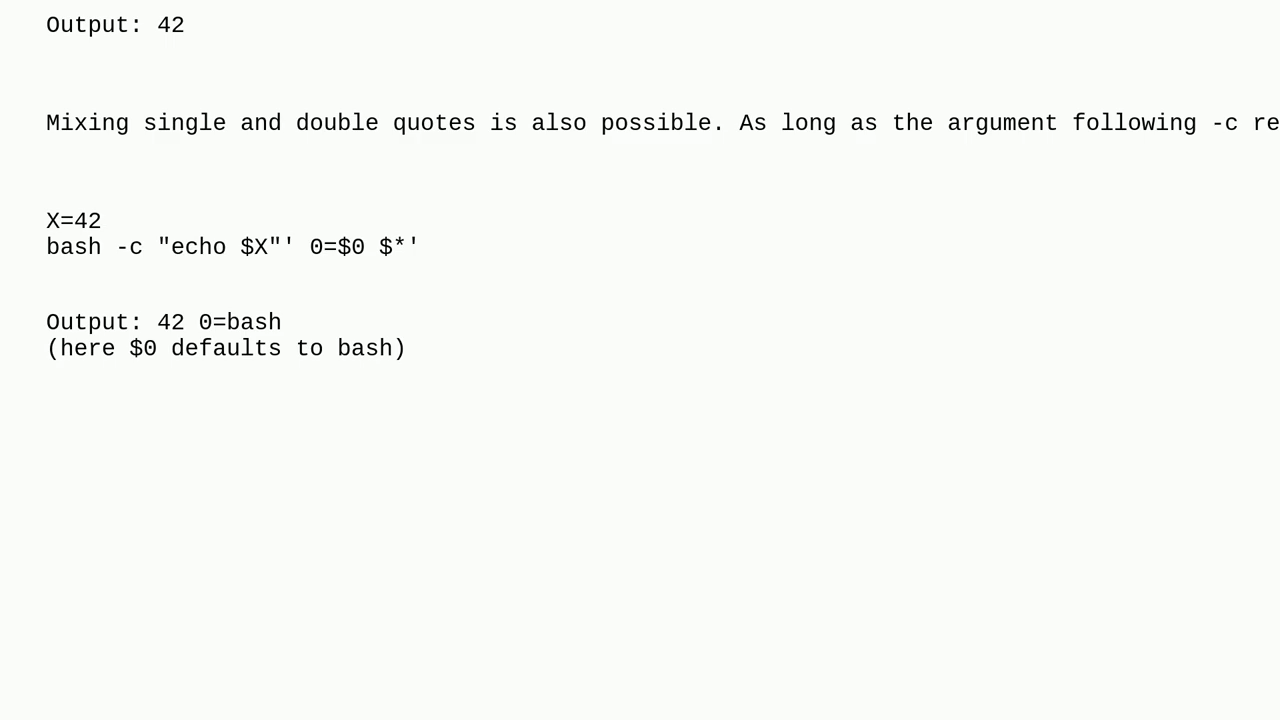 Output: 42
Mixing single and double quotes is also possible. As long as the argument following -c re
X=42
bash -c "echo $X"' 0=$0 $*'
Output: 42 0=bash
(here $0 defaults to bash)